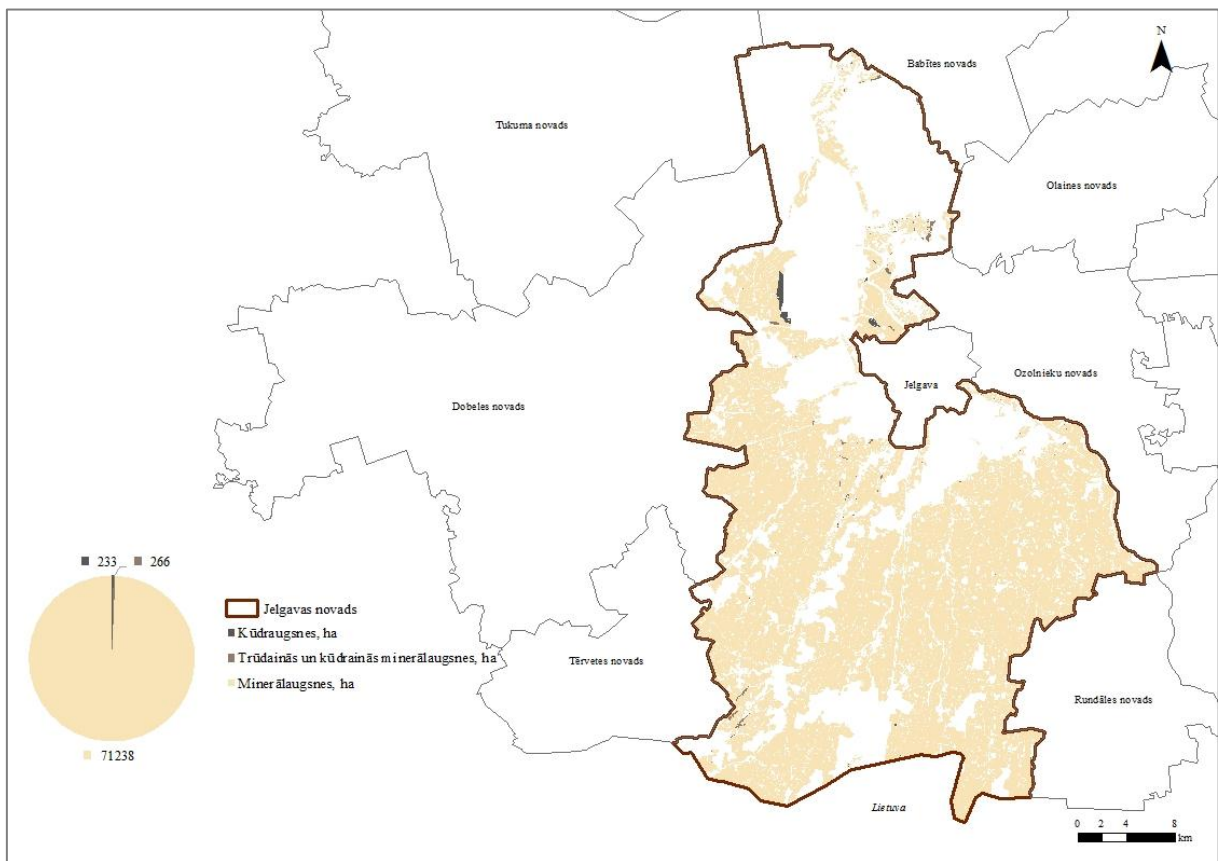 N
Babītes novads
Tukuma novads
Olaines novads
Jelgava
Ozolnieku novads
Dobeles novads
233
266
Jelgavas novads
Kūdraugsnes, ha
Trūdainās un kūdrainās minerālaugsnes, ha
Minerālaugsnes, ha
Tērvetes novads
Rundāles novads
71238
Lietuva
0 2 4 8
km